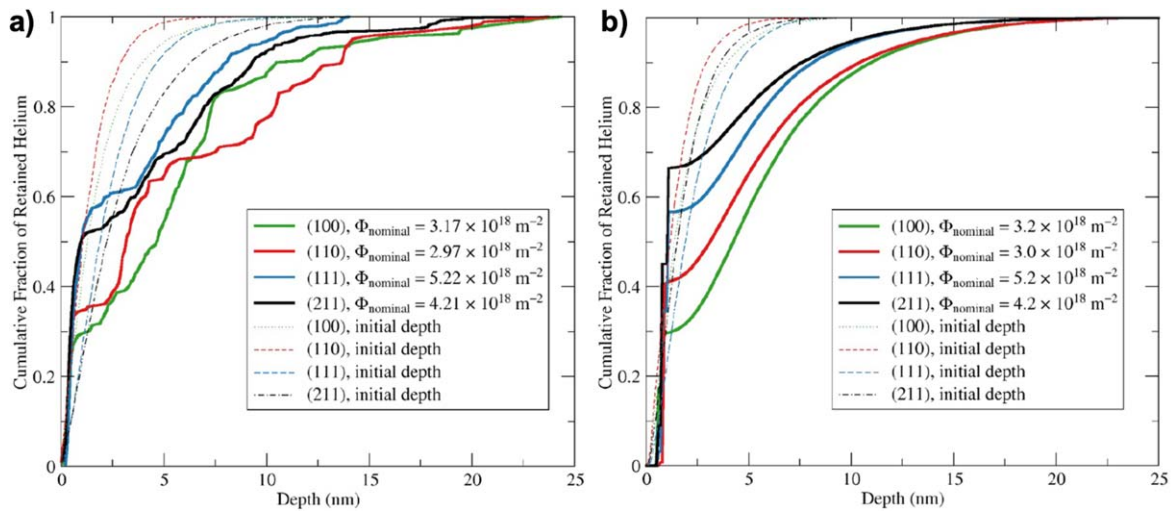 a)
Cumulative Fraction of Retained Helium
1
0.8
0.6
0.4
0.2
0
(100), Φnominal = 3.17 × 10¹⁸ m⁻²
(110), Φnominal = 2.97 × 10¹⁸ m⁻²
(111), Φnominal = 5.22 × 10¹⁸ m⁻²
(211), Φnominal = 4.21 × 10¹⁸ m⁻²
(100), initial depth
(110), initial depth
(111), initial depth
(211), initial depth
0 5 10 15 20 25
Depth (nm)
b)
Cumulative Fraction of Retained Helium
1
0.8
0.6
0.4
0.2
0
(100), Φnominal = 3.2 × 10¹⁸ m⁻²
(110), Φnominal = 3.0 × 10¹⁸ m⁻²
(111), Φnominal = 5.2 × 10¹⁸ m⁻²
(211), Φnominal = 4.2 × 10¹⁸ m⁻²
(100), initial depth
(110), initial depth
(111), initial depth
(211), initial depth
0 5 10 15 20 25
Depth (nm)